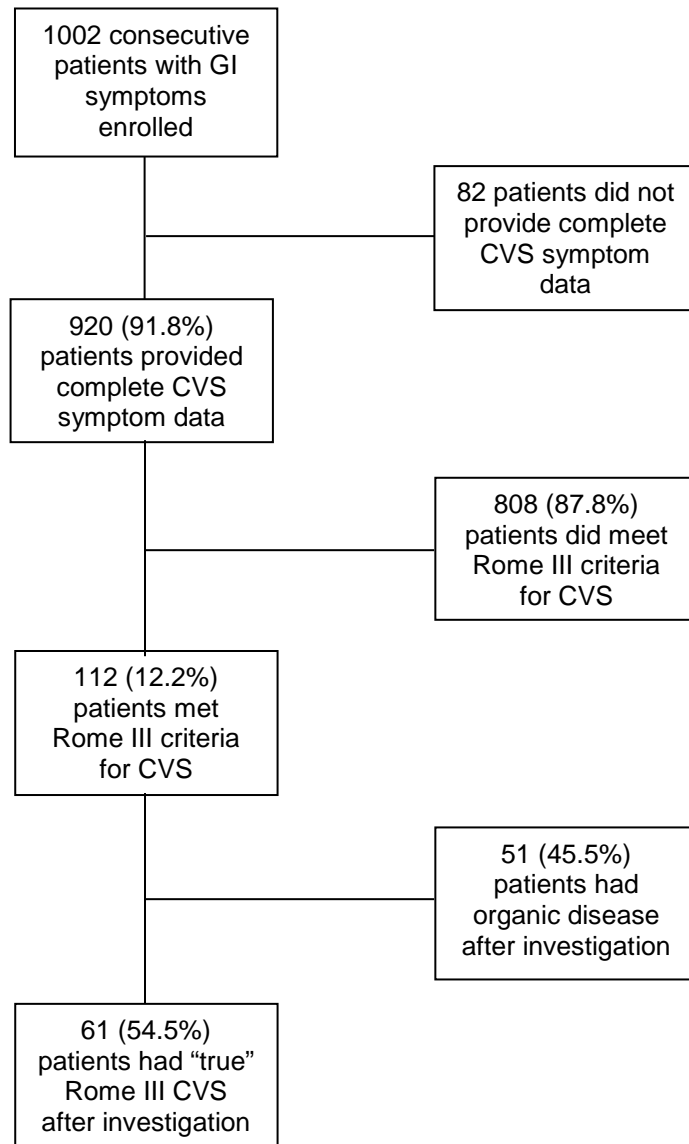 1002 consecutive
patients with GI
symptoms
enrolled
82 patients did not
provide complete
CVS symptom
data
920 (91.8%)
patients provided
complete CVS
symptom data
808 (87.8%)
patients did meet
Rome III criteria
for CVS
112 (12.2%)
patients met
Rome III criteria
for CVS
51 (45.5%)
patients had
organic disease
after investigation
61 (54.5%)
patients had “true”
Rome III CVS
after investigation